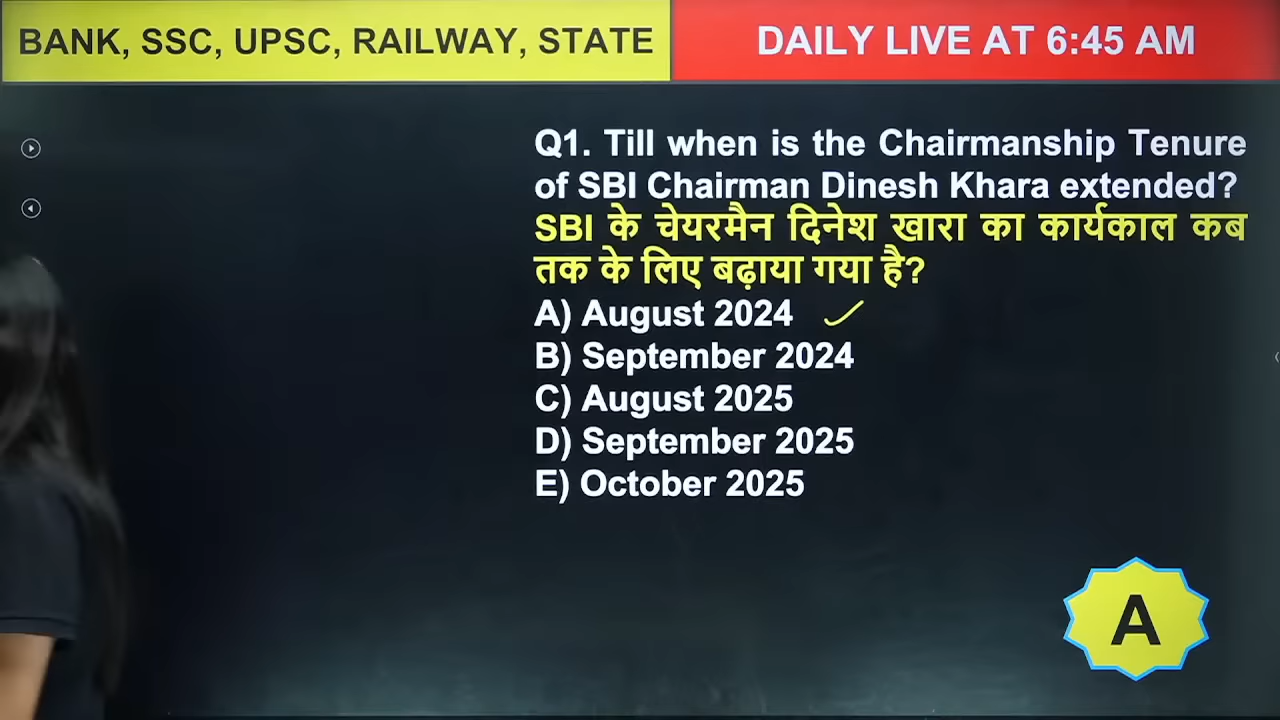 BANK, SSC, UPSC, RAILWAY, STATE
DAILY LIVE AT 6:45 AM
Q1. Till when is the Chairmanship Tenure
of SBI Chairman Dinesh Khara extended?
SBI के चेयरमैन दिनेश खारा का कार्यकाल कब
तक के लिए बढ़ाया गया है?
A) August 2024
B) September 2024
C) August 2025
D) September 2025
E) October 2025
A